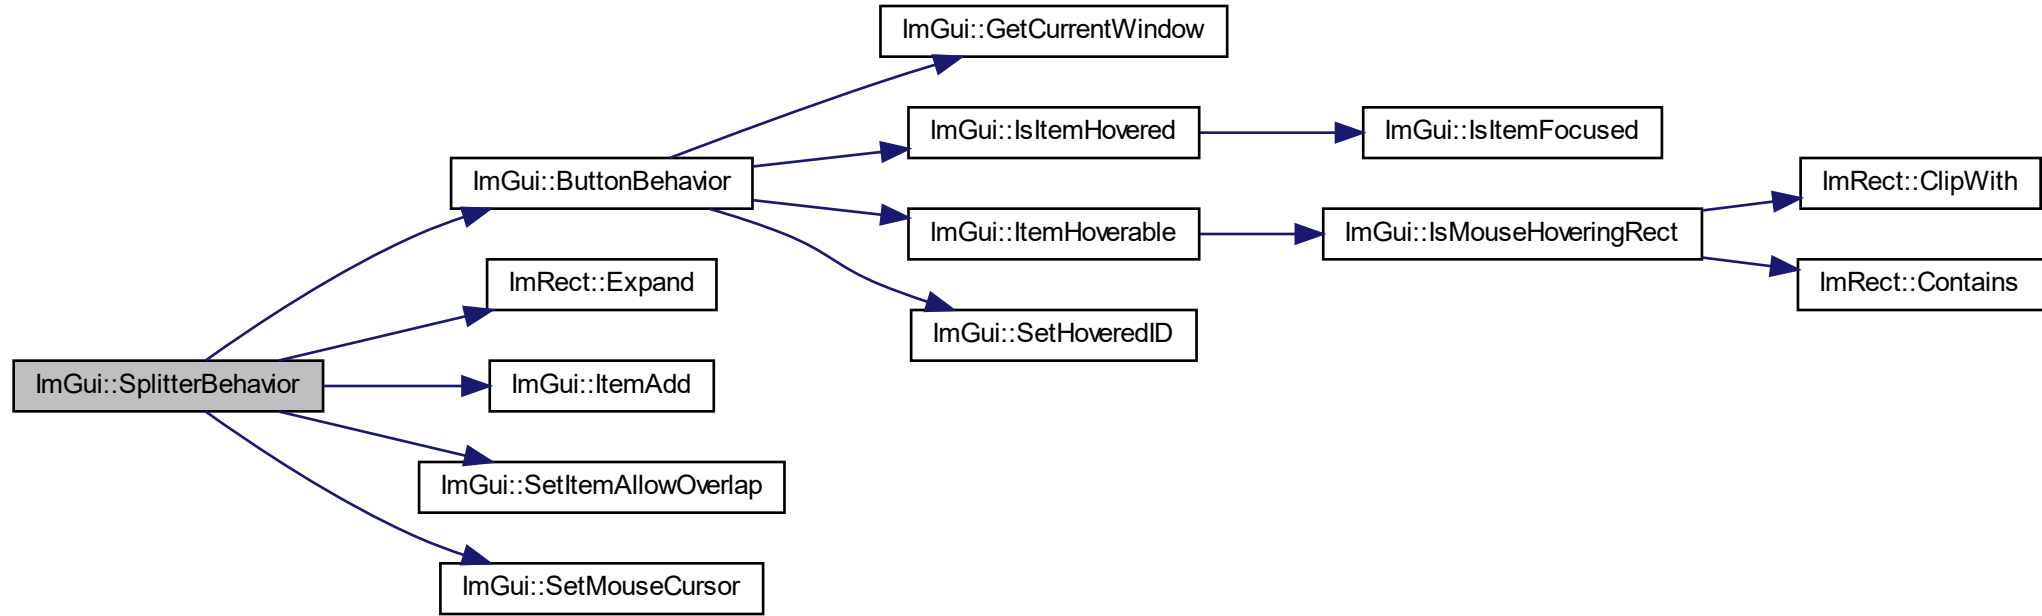 ImGui::GetCurrentWindow
ImGui::IsItemHovered
ImGui::IsItemFocused
ImGui::ButtonBehavior
ImRect::ClipWith
ImGui::ItemHoverable
ImGui::IsMouseHoveringRect
ImRect::Expand
ImRect::Contains
ImGui::SetHoveredID
ImGui::SplitterBehavior
ImGui::ItemAdd
ImGui::SetItemAllowOverlap
ImGui::SetMouseCursor